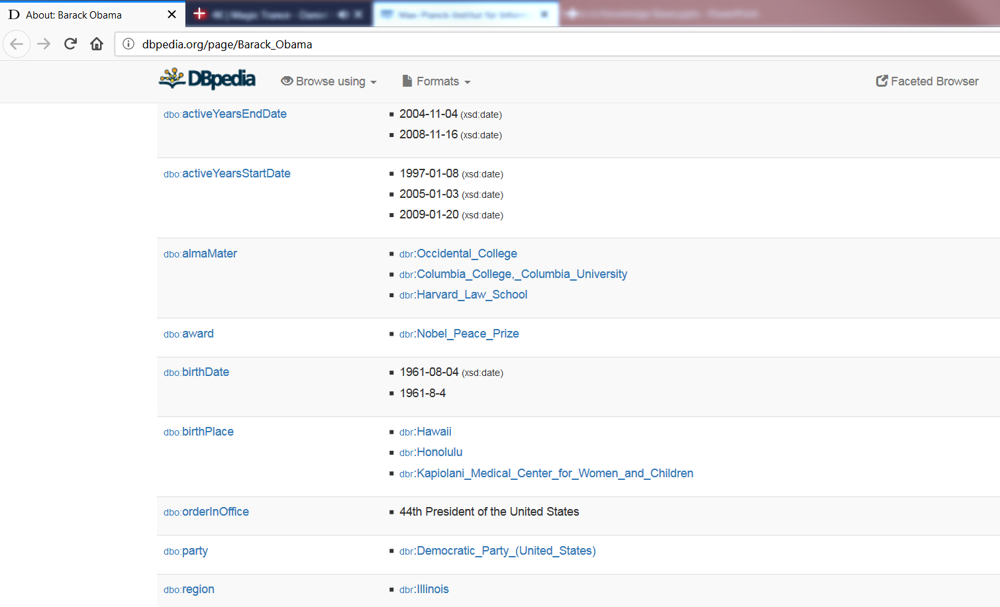 About: Barack Obama
dbpedia.org/page/Barack_Obama
DBpedia Browse using Formats Faceted Browser
dbo:activeYearsEndDate
2004-11-04 (xsd:date)
2008-11-16 (xsd:date)
dbo:activeYearsStartDate
1997-01-08 (xsd:date)
2005-01-03 (xsd:date)
2009-01-20 (xsd:date)
dbo:almaMater
dbr:Occidental_College
dbr:Columbia_College,_Columbia_University
dbr:Harvard_Law_School
dbo:award
dbr:Nobel_Peace_Prize
dbo:birthDate
1961-08-04 (xsd:date)
1961-8-4
dbo:birthPlace
dbr:Hawaii
dbr:Honolulu
dbr:Kapiolani_Medical_Center_for_Women_and_Children
dbo:orderInOffice
44th President of the United States
dbo:party
dbr:Democratic_Party_(United_States)
dbo:region
dbr:Illinois